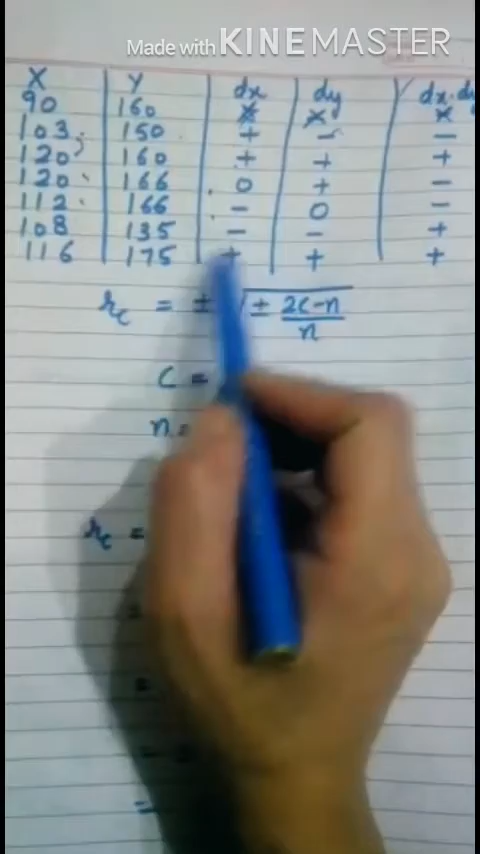 Made with KINEMASTER
X Y dx dy dx.dy
90 160 × × ×
103 150 + - -
120 160 + + +
120 166 0 + -
112 166 - 0 -
108 135 - - +
116 175 + + +
rc = ± √ ± 2c-n
n
c =
n =
rc =
=
=
=